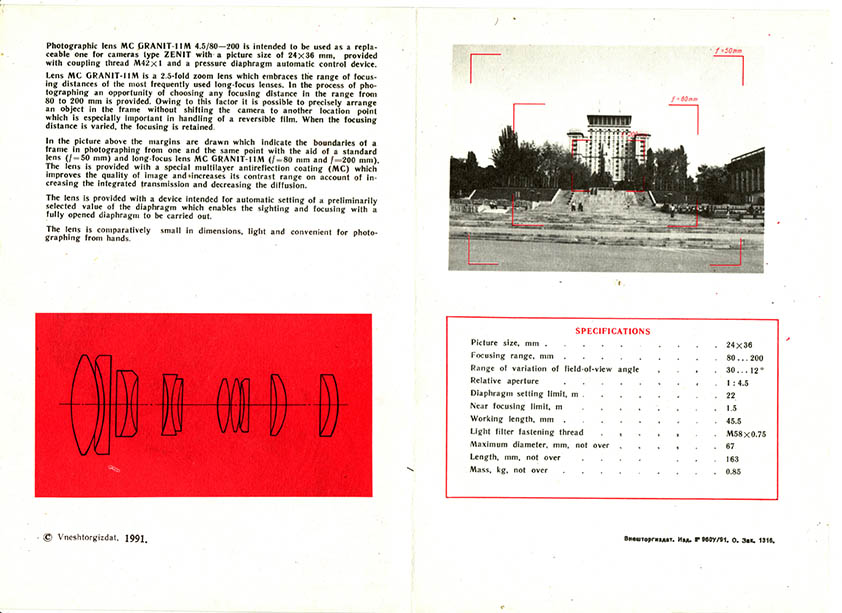 Photographic lens MC GRANIT-11M 4.5/80—200 is intended to be used as a repla-
ceable one for cameras type ZENIT with a picture size of 24×36 mm, provided
with coupling thread M42×1 and a pressure diaphragm automatic control device.
Lens MC GRANIT-11M is a 2.5-fold zoom lens which embraces the range of focus-
ing distances of the most frequently used long-focus lenses. In the process of pho-
tographing an opportunity of choosing any focusing distance in the range from
80 to 200 mm is provided. Owing to this factor it is possible to precisely arrange
an object in the frame without shifting the camera to another location point
which is especially important in handling of a reversible film. When the focusing
distance is varied, the focusing is retained.
In the picture above the margins are drawn which indicate the boundaries of a
frame in photographing from one and the same point with the aid of a standard
lens (f=50 mm) and long-focus lens MC GRANIT-11M (f=80 mm and f=200 mm).
The lens is provided with a special multilayer antireflection coating (MC) which
improves the quality of image and increases its contrast range on account of in-
creasing the integrated transmission and decreasing the diffusion.
The lens is provided with a device intended for automatic setting of a preliminarily
selected value of the diaphragm which enables the sighting and focusing with a
fully opened diaphragm to be carried out.
The lens is comparatively small in dimensions, light and convenient for photo-
graphing from hands.
© Vneshtorgizdat. 1991.
f=50mm
f=80mm
SPECIFICATIONS
Picture size, mm . . . . . . . . . 24×36
Focusing range, mm . . . . . . . . 80...200
Range of variation of field-of-view angle . . . 30...12°
Relative aperture . . . . . . . 1:4.5
Diaphragm setting limit, m . . . . . . . 22
Near focusing limit, m . . . . . . . 1.5
Working length, mm . . . . . . . . 45.5
Light filter fastening thread . . . . . M58×0.75
Maximum diameter, mm, not over . . . . . 67
Length, mm, not over . . . . . . 163
Mass, kg, not over . . . . . . . 0.85
Внешторгиздат. Изд. № 960У/91. О. Зак. 1316.